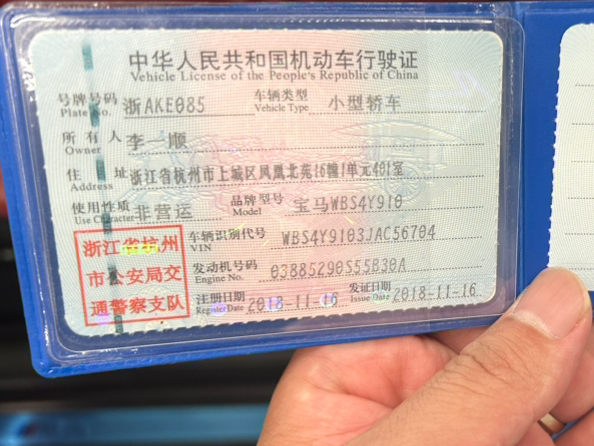 中华人民共和国机动车行驶证
Vehicle License of the People's Republic of China
号牌号码 浙AKE085 车辆类型 小型轿车
Plate No. Vehicle Type
所有人 李一顺
Owner
住址 浙江省杭州市上城区凤凰北苑16幢1单元401室
Address
使用性质 非营运 品牌型号 宝马WBS4Y910
Use Character Model
浙江省杭州
市公安局交
通警察支队
车辆识别代号 WBS4Y9103JAC56704
VIN
发动机号码 03885290S55B30A
Engine No.
注册日期 2018-11-16 发证日期 2018-11-16
Register Date Issue Date